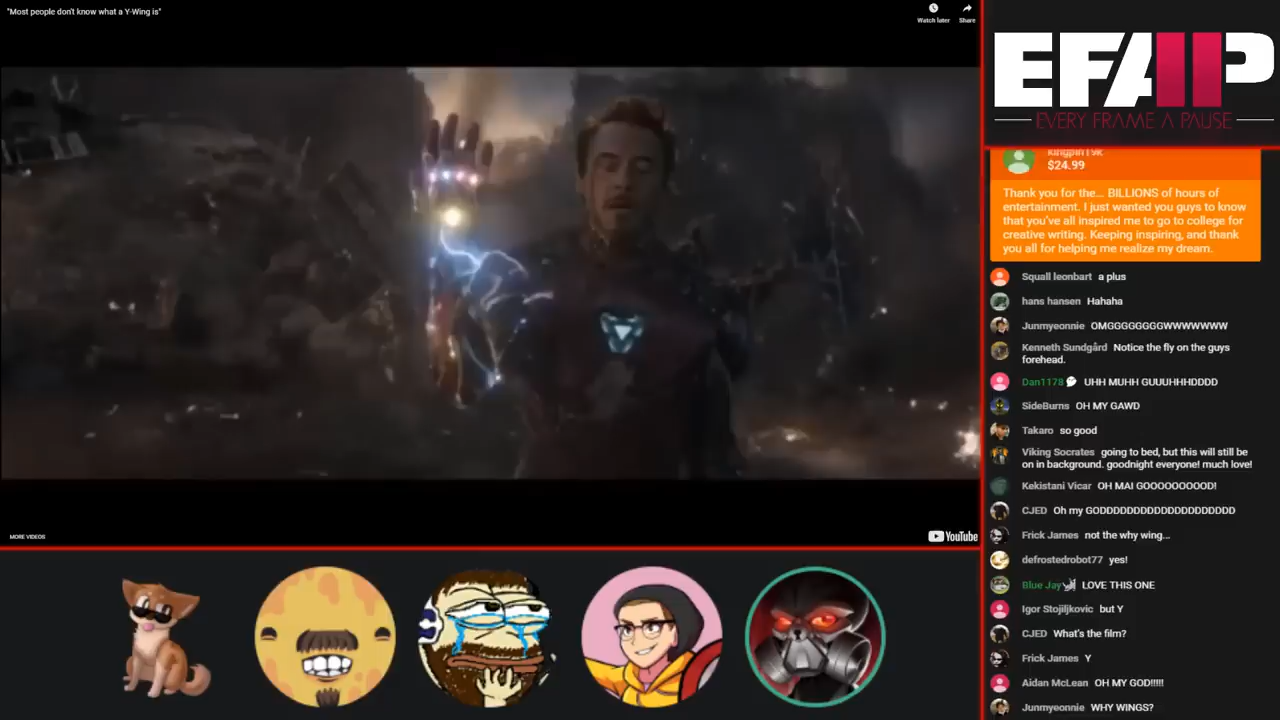 "Most people don't know what a Y-Wing is"
Watch later
Share
MORE VIDEOS
YouTube
EFAP
EVERY FRAME A PAUSE
kingpin19k
$24.99
Thank you for the... BILLIONS of hours of
entertainment. I just wanted you guys to know
that you've all inspired me to go to college for
creative writing. Keeping inspiring, and thank
you all for helping me realize my dream.
Squall leonbart a plus
hans hansen Hahaha
Junmyeonnie OMGGGGGGGGWWWWWWW
Kenneth Sundgård Notice the fly on the guys
forehead.
Dan1178 UHH MUHH GUUUHHHDDDD
SideBurns OH MY GAWD
Takaro so good
Viking Socrates going to bed, but this will still be
on in background. goodnight everyone! much love!
Kekistani Vicar OH MAI GOOOOOOOOD!
CJED Oh my GODDDDDDDDDDDDDDDDDDDDD
Frick James not the why wing...
defrostedrobot77 yes!
Blue Jay LOVE THIS ONE
Igor Stojiljkovic but Y
CJED What's the film?
Frick James Y
Aidan McLean OH MY GOD!!!!!
Junmyeonnie WHY WINGS?